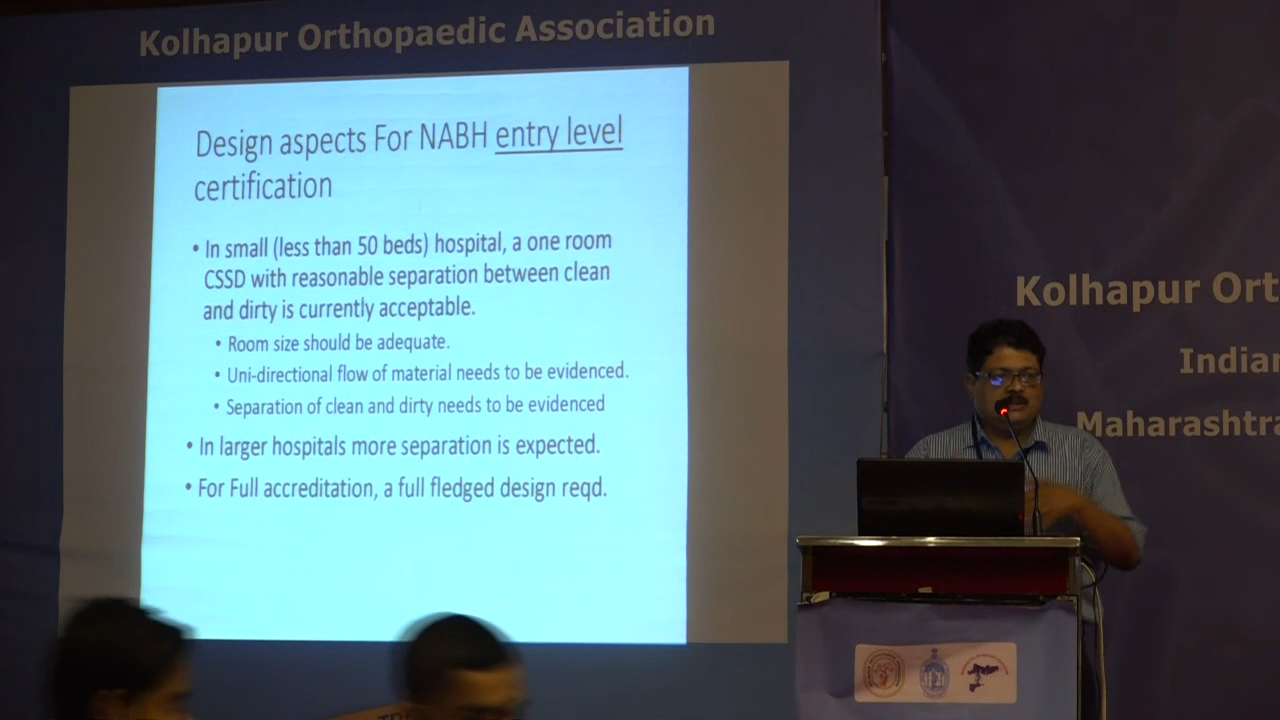 Kolhapur Orthopaedic Association
Design aspects For NABH entry level
certification
• In small (less than 50 beds) hospital, a one room
CSSD with reasonable separation between clean
and dirty is currently acceptable.
• Room size should be adequate.
• Uni-directional flow of material needs to be evidenced.
• Separation of clean and dirty needs to be evidenced
• In larger hospitals more separation is expected.
• For Full accreditation, a full fledged design reqd.
Kolhapur Ort
Indian
Maharashtra